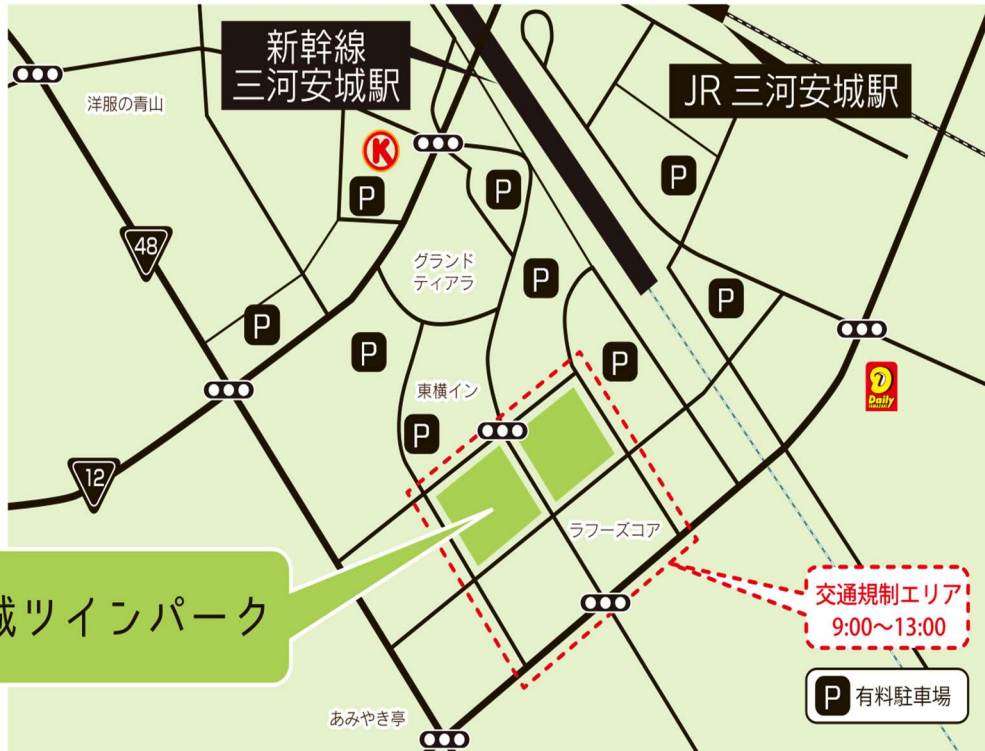 新幹線
三河安城駅
JR 三河安城駅
洋服の青山
K
P
P
P
48
グランド
ティアラ
P
P
P
P
Daily
YAMAZAKI
東横イン
P
P
P
12
ラフーズコア
城ツインパーク
交通規制エリア
9:00〜13:00
P 有料駐車場
あみやき亭